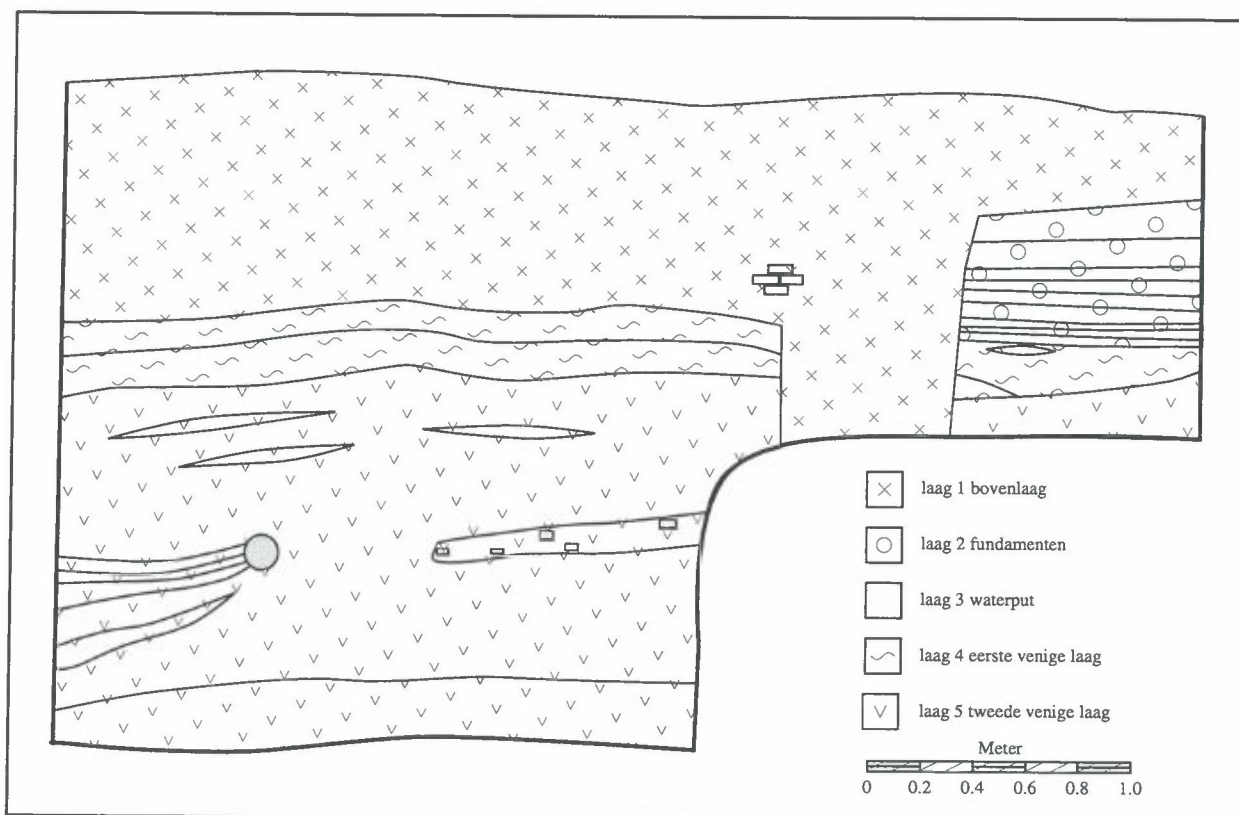 laag 1 bovenlaag
laag 2 fundamenten
laag 3 waterput
laag 4 eerste venige laag
laag 5 tweede venige laag
Meter
0 0.2 0.4 0.6 0.8 1.0